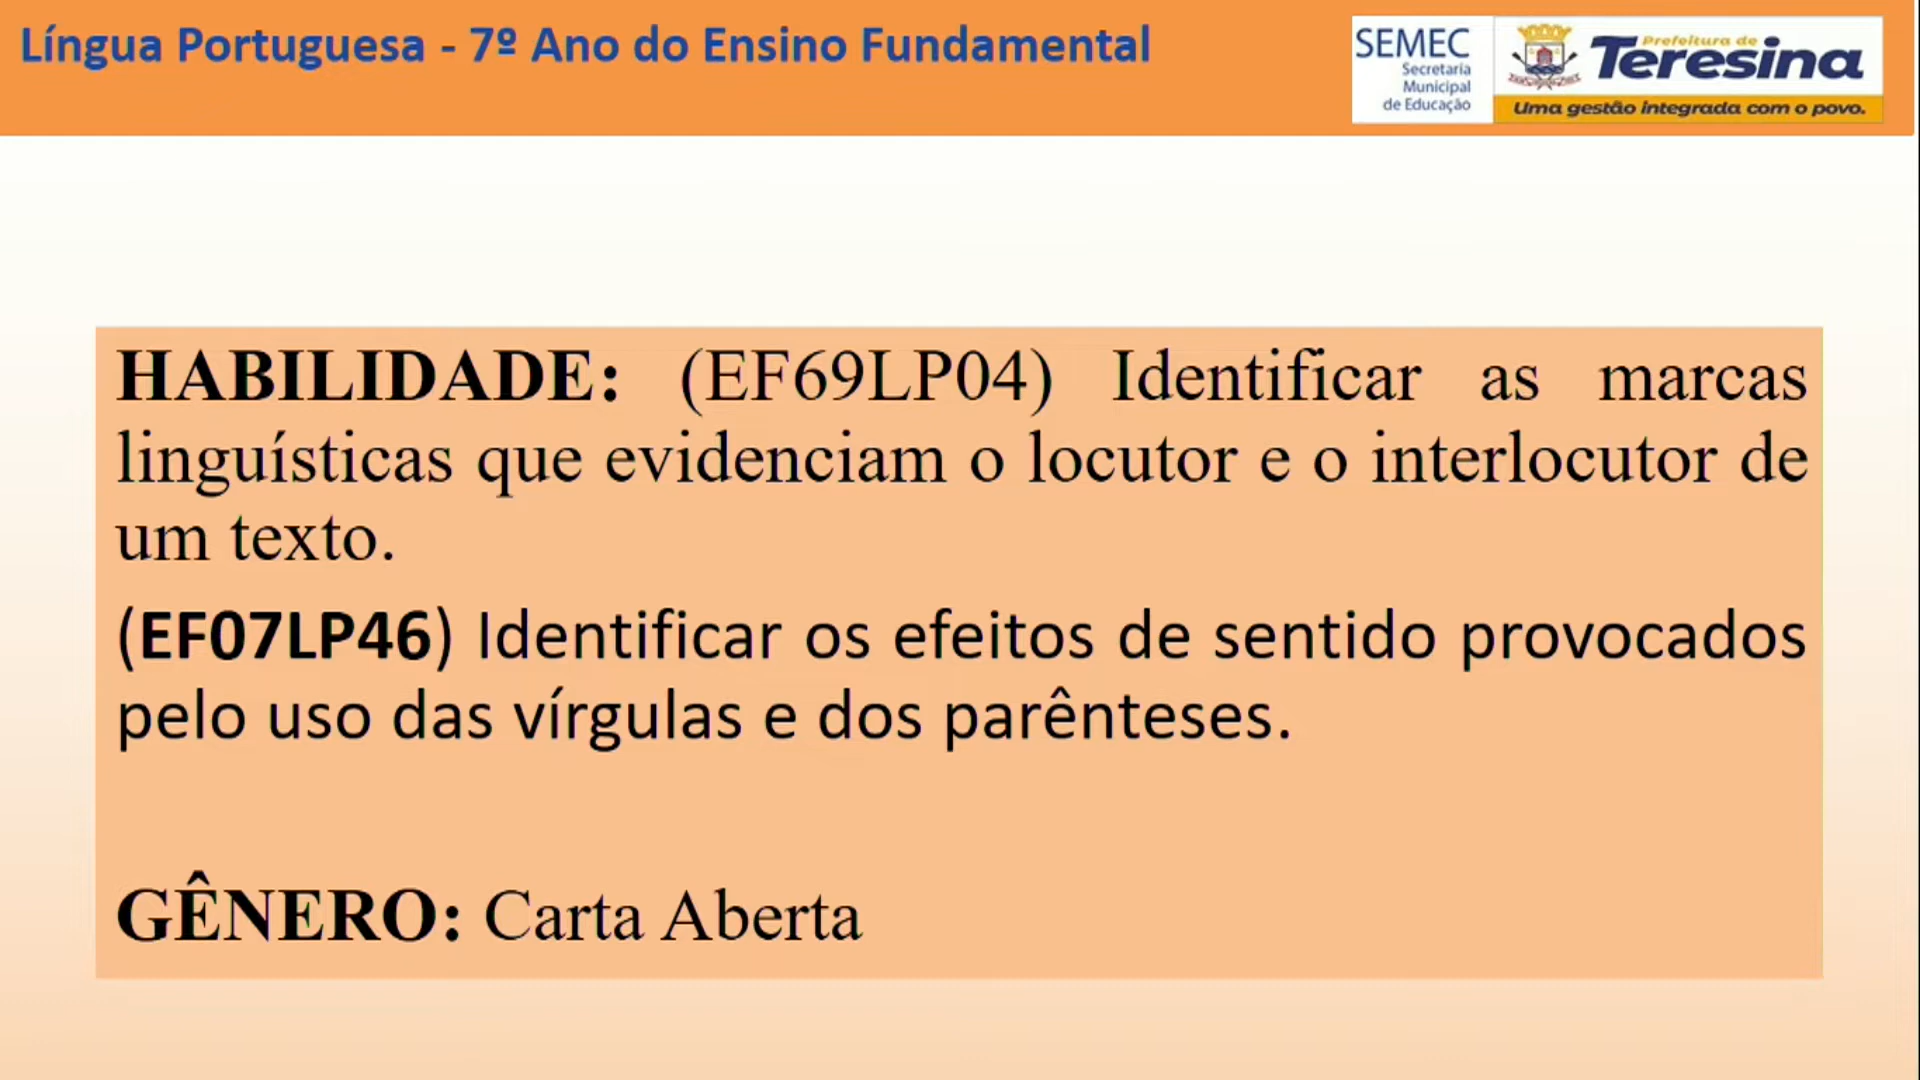 Língua Portuguesa - 7º Ano do Ensino Fundamental
SEMEC
Secretaria
Municipal
de Educação
Prefeitura de
Teresina
Uma gestão integrada com o povo.
HABILIDADE: (EF69LP04) Identificar as marcas
linguísticas que evidenciam o locutor e o interlocutor de
um texto.
(EF07LP46) Identificar os efeitos de sentido provocados
pelo uso das vírgulas e dos parênteses.
GÊNERO: Carta Aberta